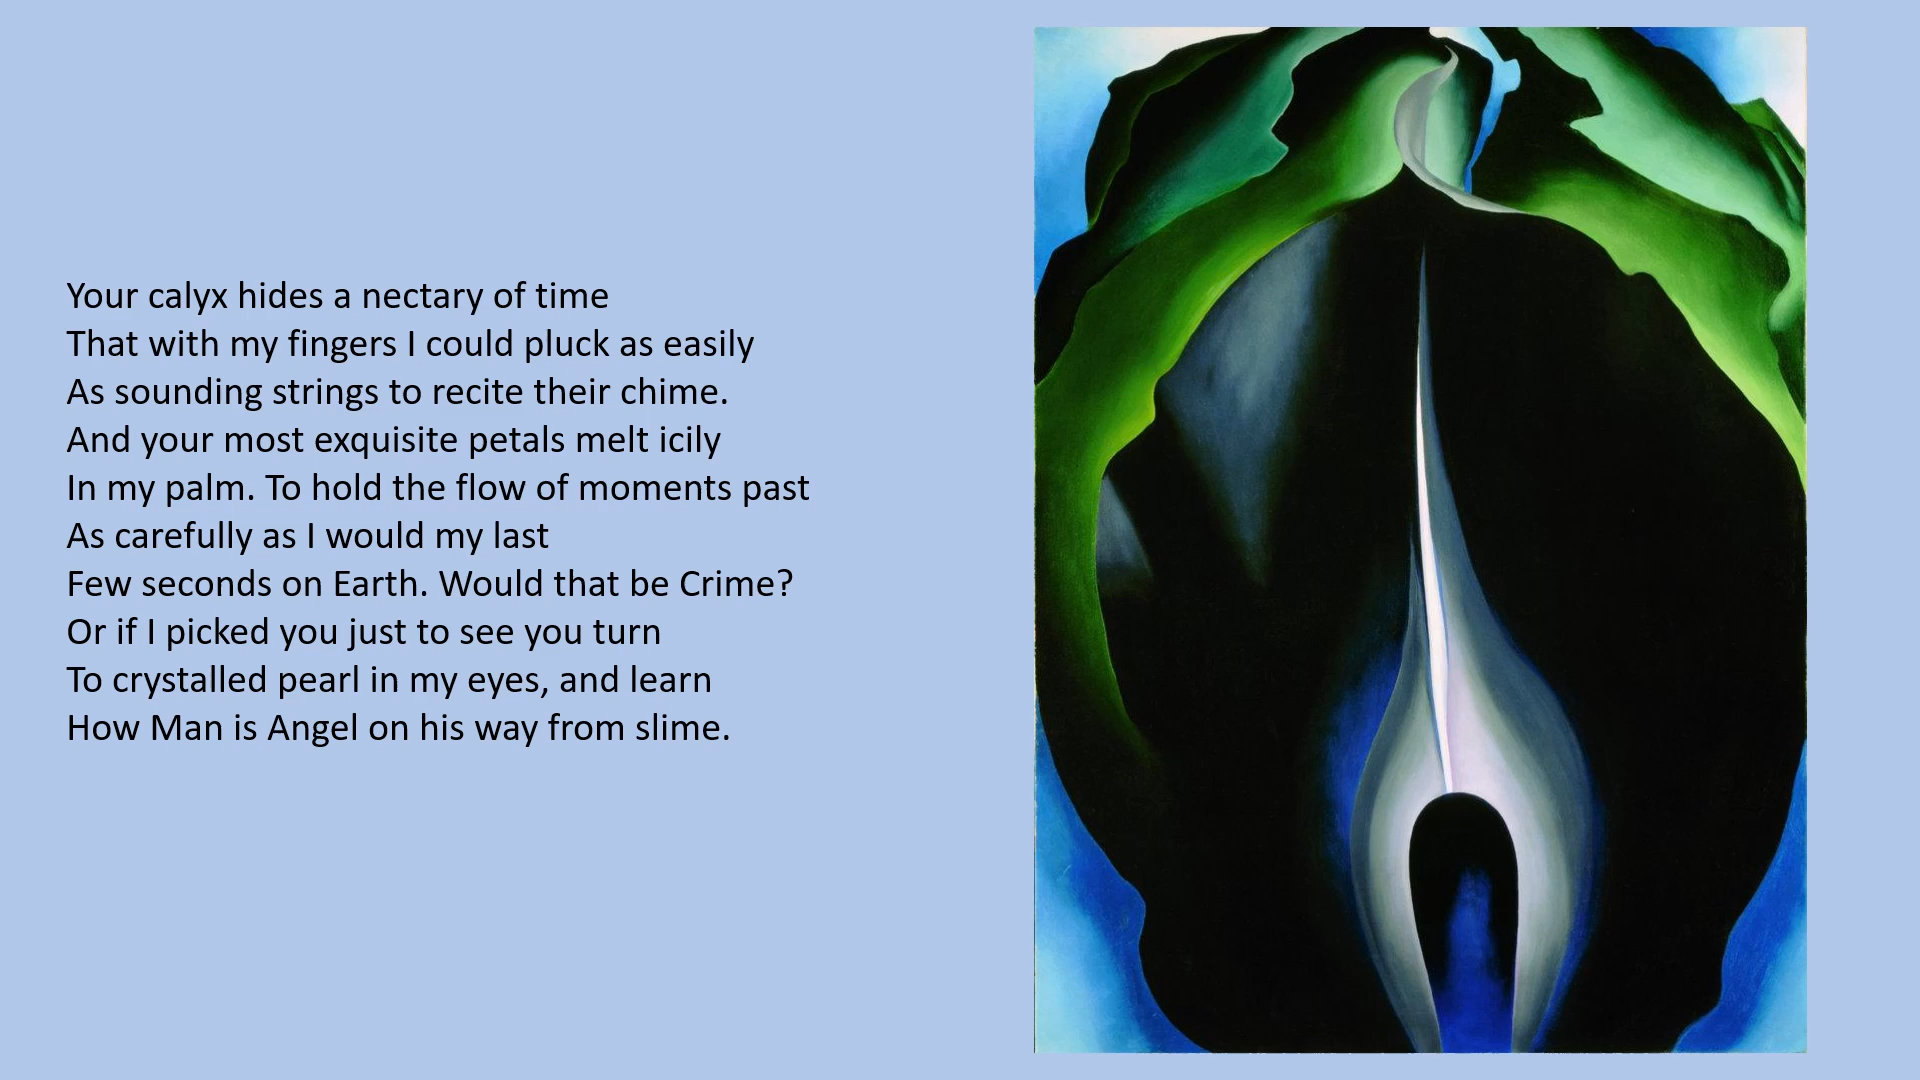 Your calyx hides a nectary of time
That with my fingers I could pluck as easily
As sounding strings to recite their chime.
And your most exquisite petals melt icily
In my palm. To hold the flow of moments past
As carefully as I would my last
Few seconds on Earth. Would that be Crime?
Or if I picked you just to see you turn
To crystalled pearl in my eyes, and learn
How Man is Angel on his way from slime.